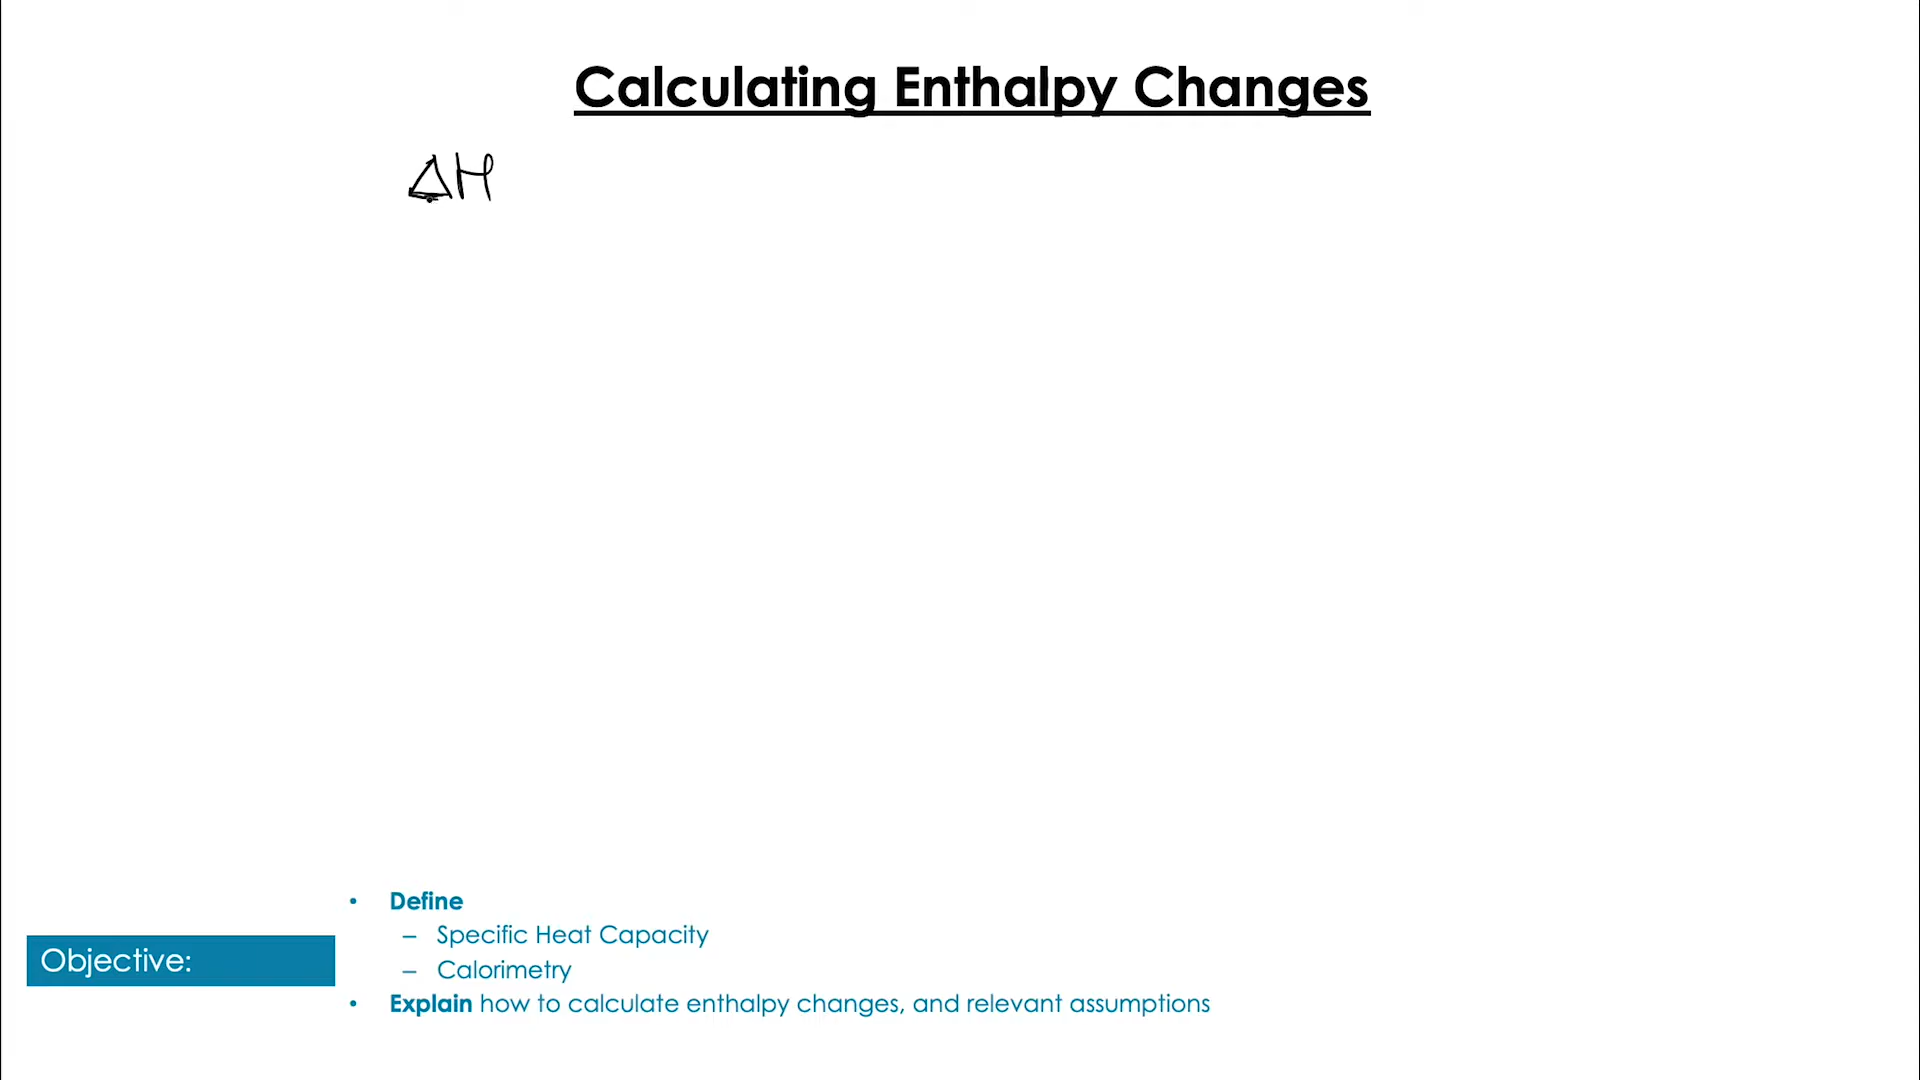 Calculating Enthalpy Changes
ΔH
• Define
– Specific Heat Capacity
Objective:
– Calorimetry
• Explain how to calculate enthalpy changes, and relevant assumptions